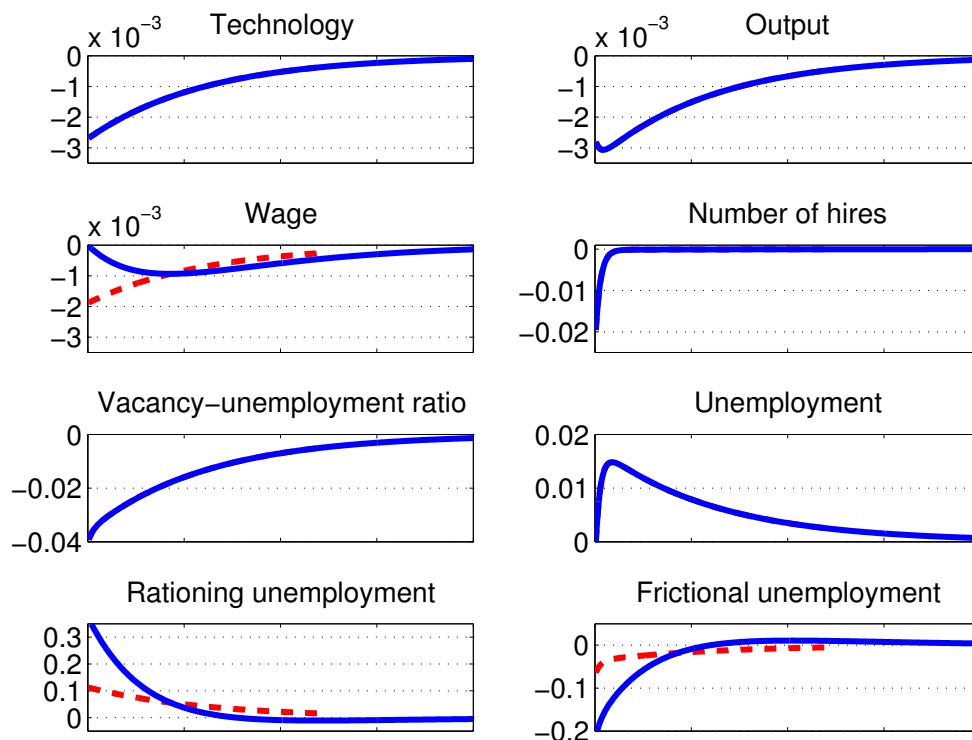 Technology
x 10⁻³
0
−1
−2
−3
Output
x 10⁻³
0
−1
−2
−3
Wage
x 10⁻³
0
−1
−2
−3
Number of hires
0
−0.01
−0.02
Vacancy−unemployment ratio
0
−0.02
−0.04
Unemployment
0.02
0.01
0
Rationing unemployment
0.3
0.2
0.1
0
Frictional unemployment
0
−0.1
−0.2